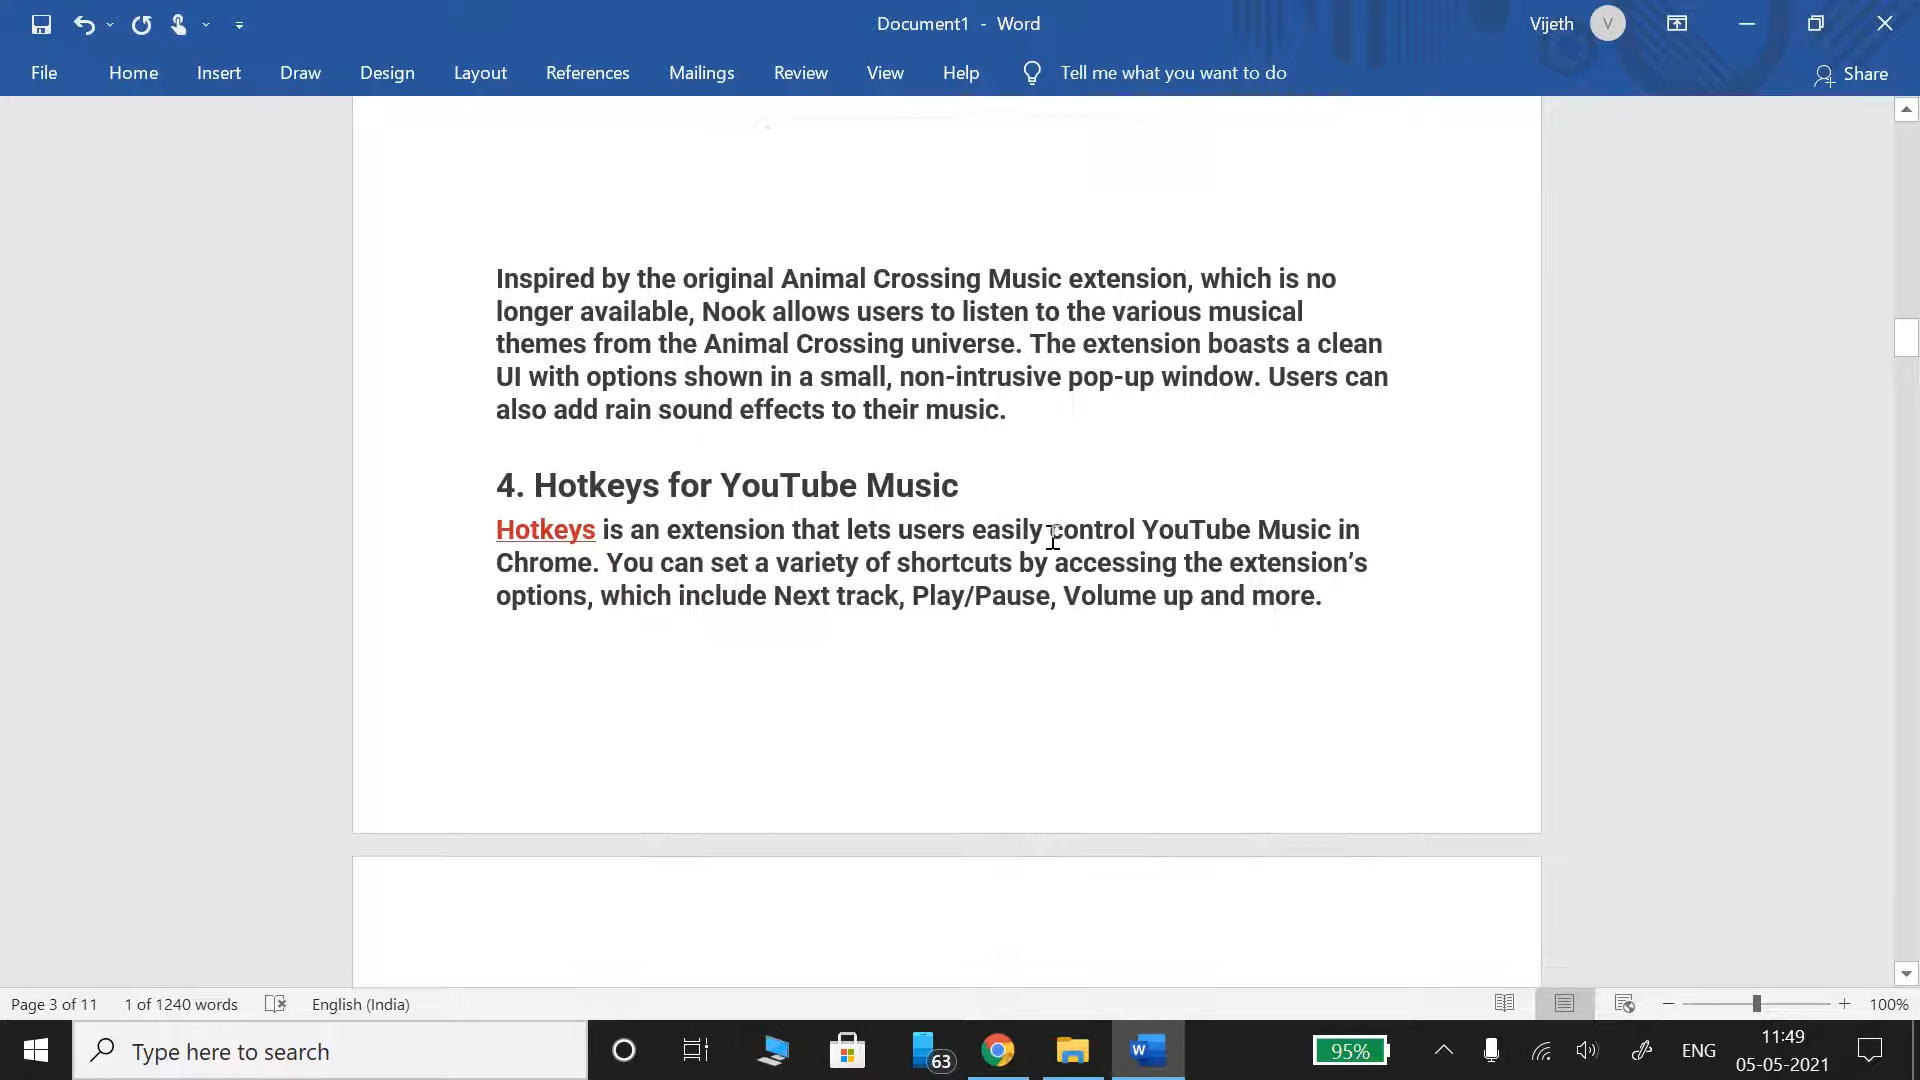 Document1 - Word
Vijeth
V
File
Home
Insert
Draw
Design
Layout
References
Mailings
Review
View
Help
Tell me what you want to do
Share
Inspired by the original Animal Crossing Music extension, which is no
longer available, Nook allows users to listen to the various musical
themes from the Animal Crossing universe. The extension boasts a clean
UI with options shown in a small, non-intrusive pop-up window. Users can
also add rain sound effects to their music.
4. Hotkeys for YouTube Music
Hotkeys is an extension that lets users easily control YouTube Music in
Chrome. You can set a variety of shortcuts by accessing the extension’s
options, which include Next track, Play/Pause, Volume up and more.
Page 3 of 11
1 of 1240 words
English (India)
100%
Type here to search
63
W
95%
ENG
11:49
05-05-2021